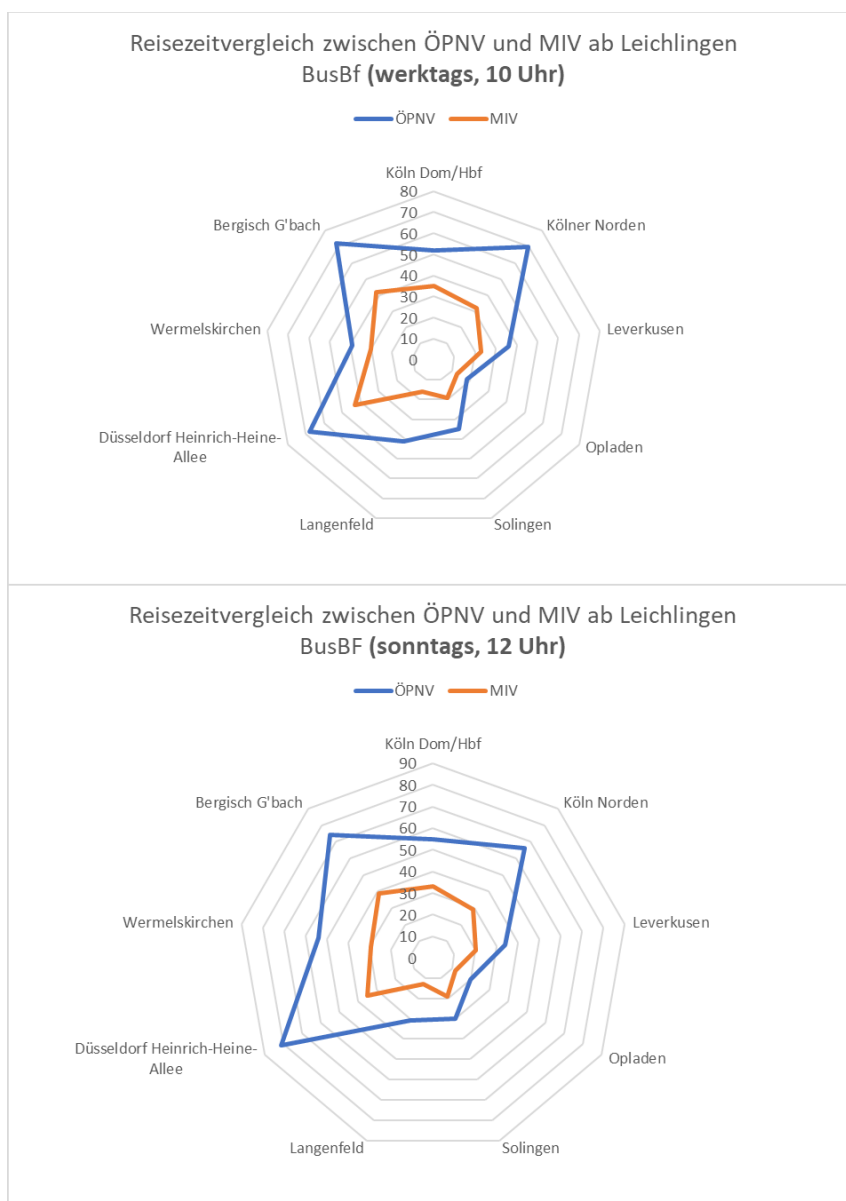 Reisezeitvergleich zwischen ÖPNV und MIV ab Leichlingen
BusBf (werktags, 10 Uhr)
ÖPNV MIV
Köln Dom/Hbf
80
70
60
50
40
30
20
10
0
Bergisch G'bach
Kölner Norden
Wermelskirchen
Leverkusen
Düsseldorf Heinrich-Heine-
Allee
Opladen
Langenfeld
Solingen
Reisezeitvergleich zwischen ÖPNV und MIV ab Leichlingen
BusBF (sonntags, 12 Uhr)
ÖPNV MIV
Köln Dom/Hbf
90
80
70
60
50
40
30
20
10
0
Bergisch G'bach
Köln Norden
Wermelskirchen
Leverkusen
Düsseldorf Heinrich-Heine-
Allee
Opladen
Langenfeld
Solingen